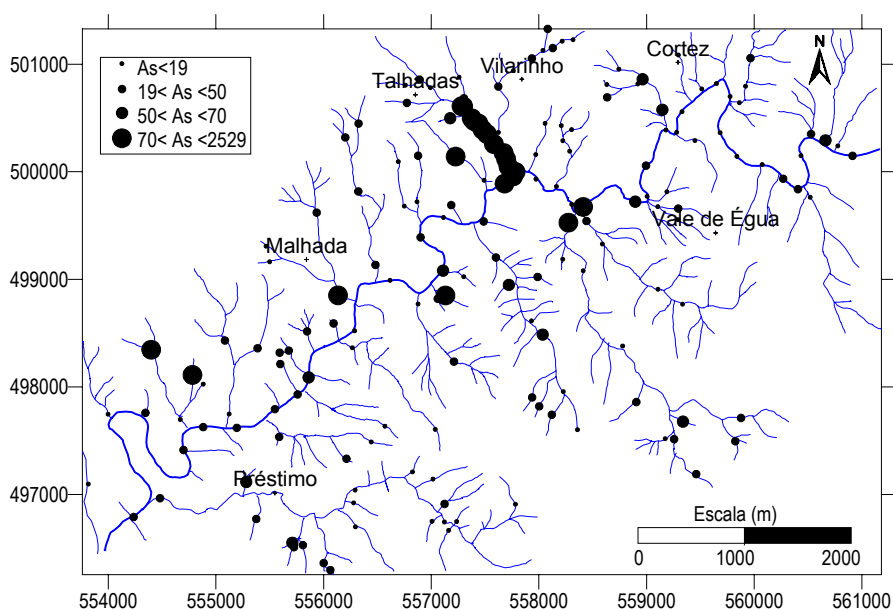 N
Cortez
Vilarinho
Talhadas
As<19
19< As <50
50< As <70
70< As <2529
Vale de Égua
Malhada
Préstimo
Escala (m)
0 1000 2000
501000
500000
499000
498000
497000
554000 555000 556000 557000 558000 559000 560000 561000